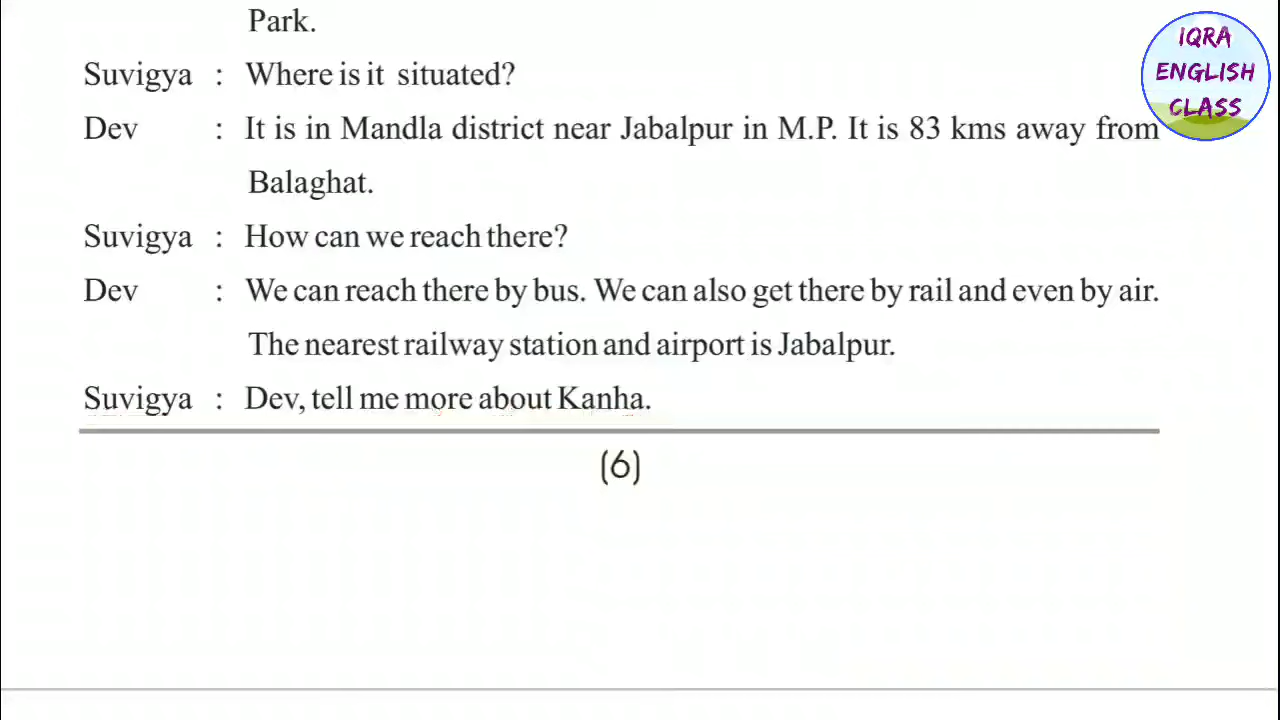 Park.
Suvigya : Where is it situated?
Dev : It is in Mandla district near Jabalpur in M.P. It is 83 kms away from
Balaghat.
Suvigya : How can we reach there?
Dev : We can reach there by bus. We can also get there by rail and even by air.
The nearest railway station and airport is Jabalpur.
Suvigya : Dev, tell me more about Kanha.
(6)
IQRA
ENGLISH
CLASS